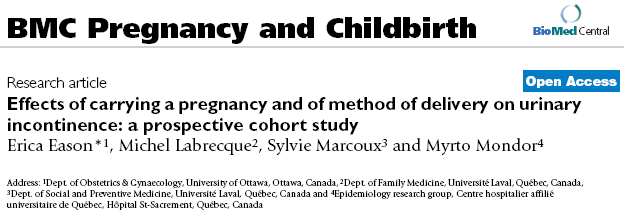 BMC Pregnancy and Childbirth
BioMed Central
Research article
Open Access
Effects of carrying a pregnancy and of method of delivery on urinary
incontinence: a prospective cohort study
Erica Eason*1, Michel Labrecque2, Sylvie Marcoux3 and Myrto Mondor4
Address: 1Dept. of Obstetrics & Gynaecology, University of Ottawa, Ottawa, Canada, 2Dept. of Family Medicine, Université Laval, Québec, Canada,
3Dept. of Social and Preventive Medicine, Université Laval, Québec, Canada and 4Epidemiology research group, Centre hospitalier affilié
universitaire de Québec, Hôpital St-Sacrement, Québec, Canada